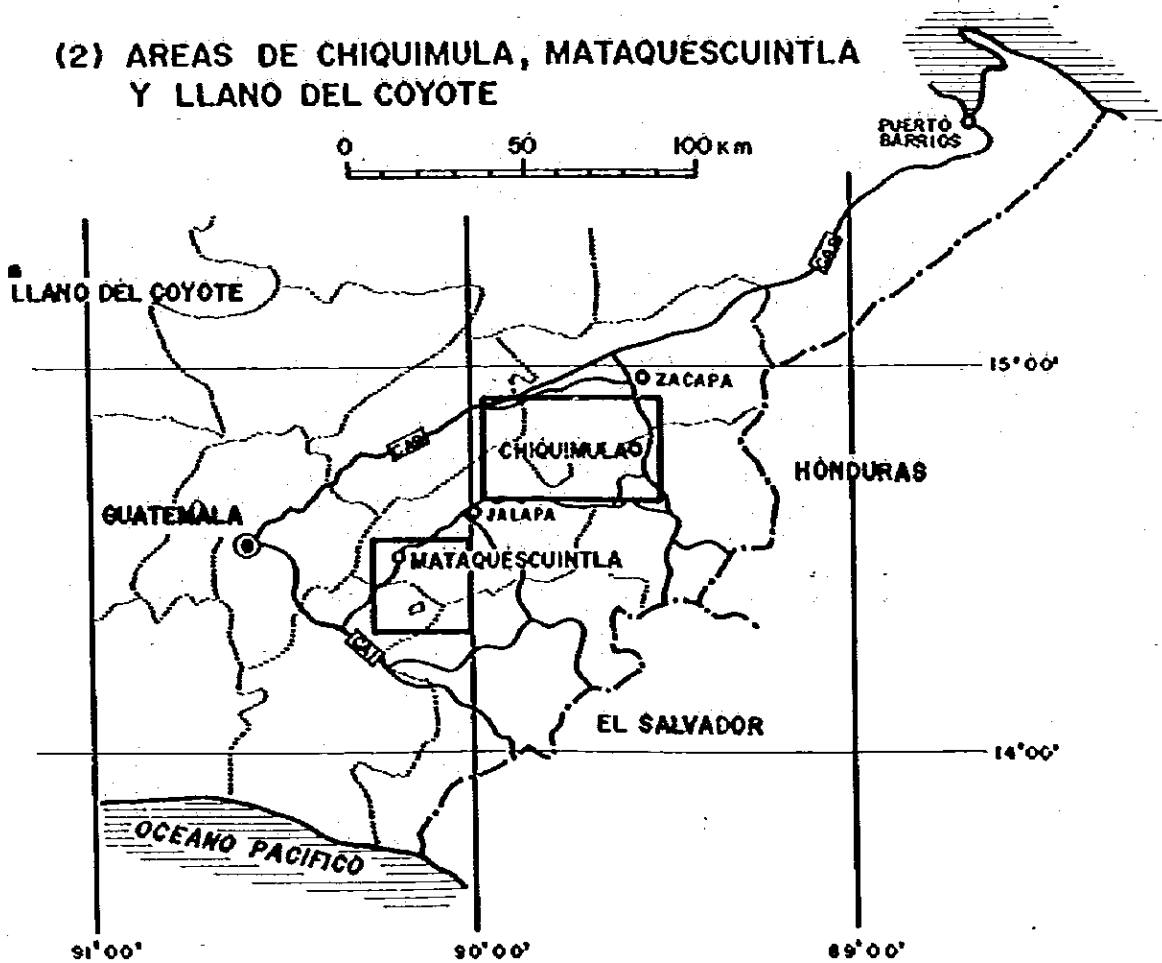 (2) AREAS DE CHIQUIMULA, MATAQUESCUINTLA
Y LLANO DEL COYOTE
0 50 100 Km
PUERTO
BARRIOS
CA9
LLANO DEL COYOTE
15°00'
ZACAPA
CA9
CHIQUIMULA
HONDURAS
JALAPA
GUATEMALA
MATAQUESCUINTLA
CA1
EL SALVADOR
14°00'
OCEANO PACIFICO
91°00' 90°00' 89°00'